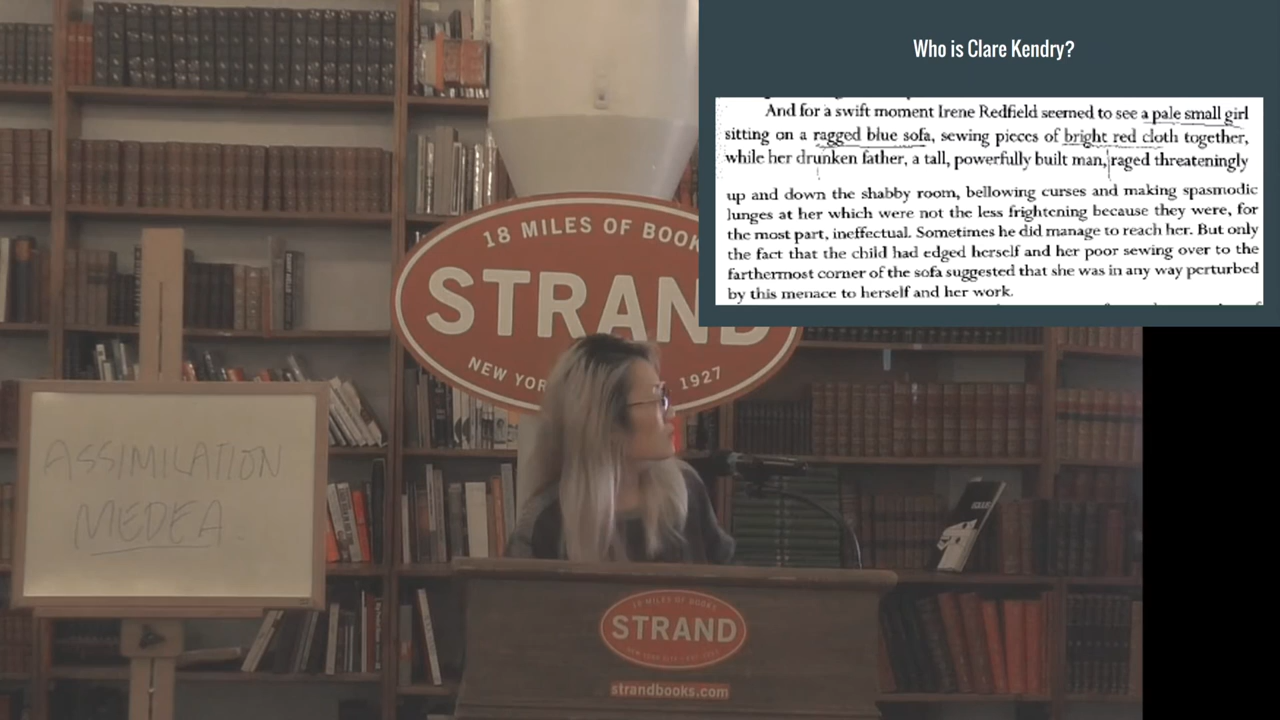 Who is Clare Kendry?
And for a swift moment Irene Redfield seemed to see a pale small girl
sitting on a ragged blue sofa, sewing pieces of bright red cloth together,
while her drunken father, a tall, powerfully built man, raged threateningly
up and down the shabby room, bellowing curses and making spasmodic
lunges at her which were not the less frightening because they were, for
the most part, ineffectual. Sometimes he did manage to reach her. But only
the fact that the child had edged herself and her poor sewing over to the
farthermost corner of the sofa suggested that she was in any way perturbed
by this menace to herself and her work.
18 MILES OF BOOK
STRAND
NEW YOR
1927
ASSIMILATION
MEDEA
18 MILES OF BOOKS
STRAND
strandbooks.com